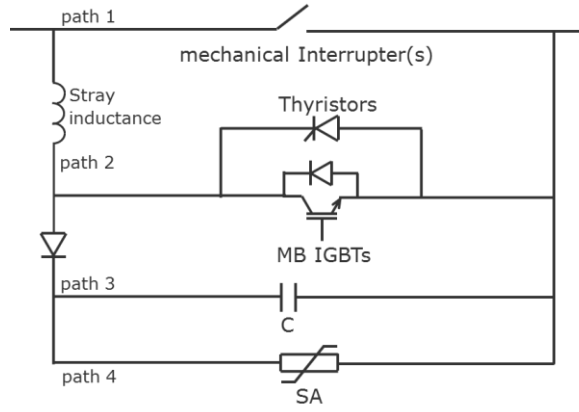 path 1
mechanical Interrupter(s)
Stray
inductance
Thyristors
path 2
MB IGBTs
path 3
C
path 4
SA